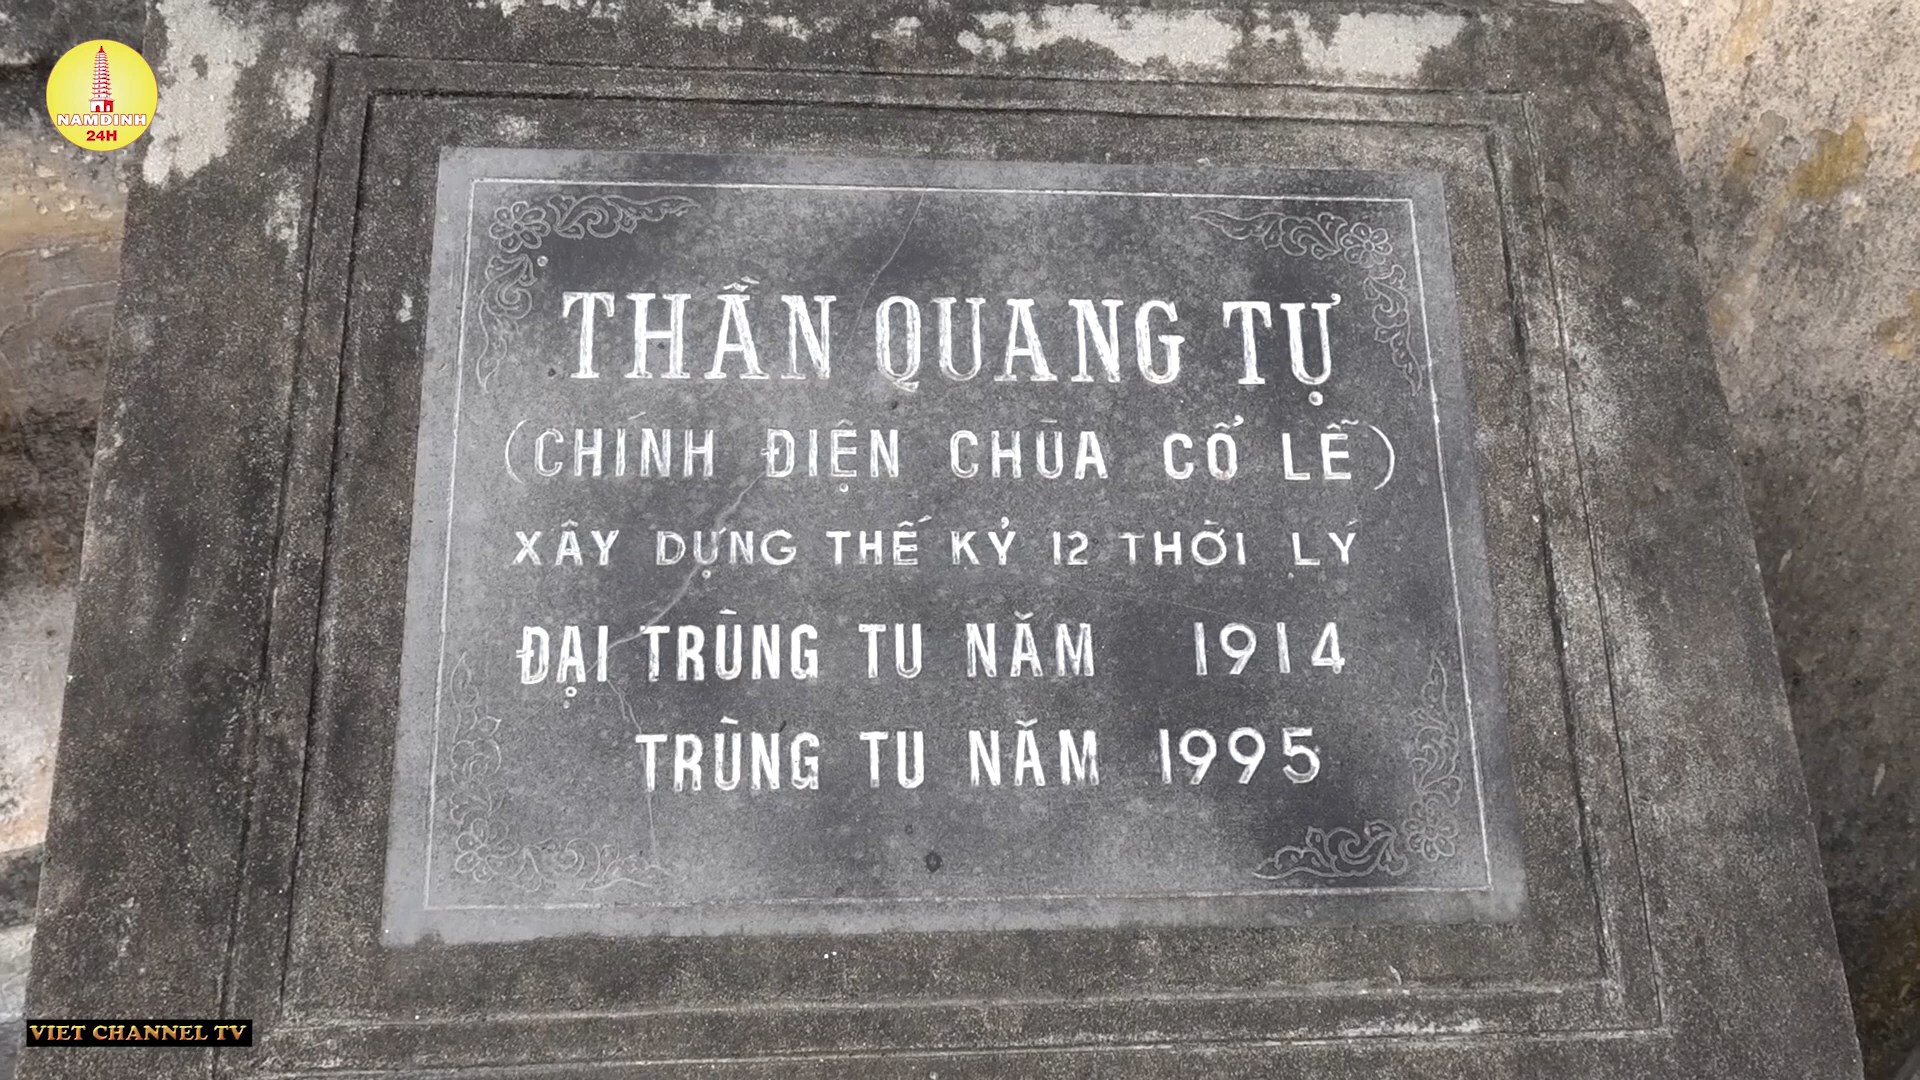 NAMDINH
24H
THẦN QUANG TỰ
(CHÍNH ĐIỆN CHÙA CỔ LỄ)
XÂY DỰNG THẾ KỶ 12 THỜI LÝ
ĐẠI TRÙNG TU NĂM 1914
TRÙNG TU NĂM 1995
VIET CHANNEL TV